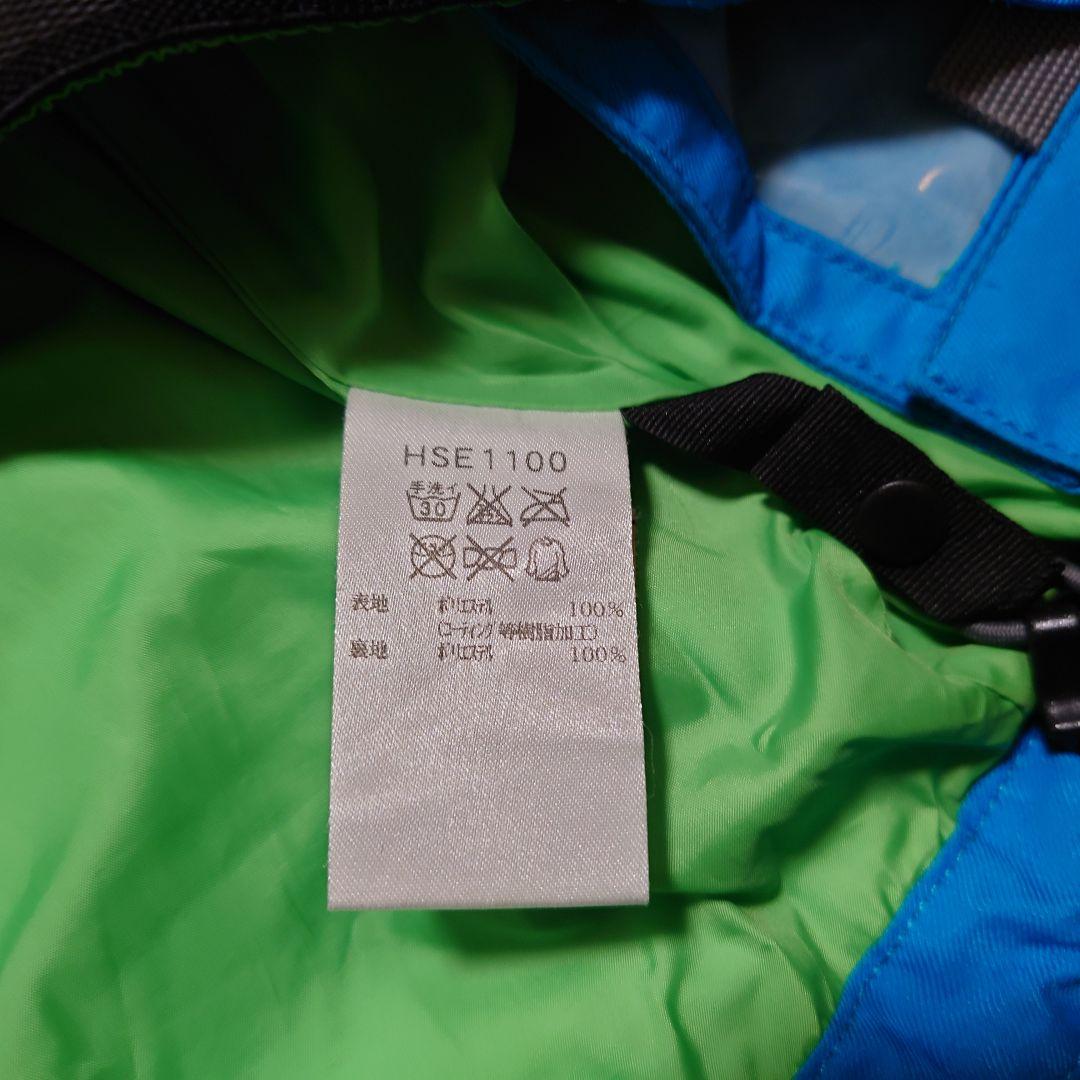 HSE1100
手洗イ
30
表地 ポリエステル 100%
(コーティング等樹脂加工)
裏地 ポリエステル 100%